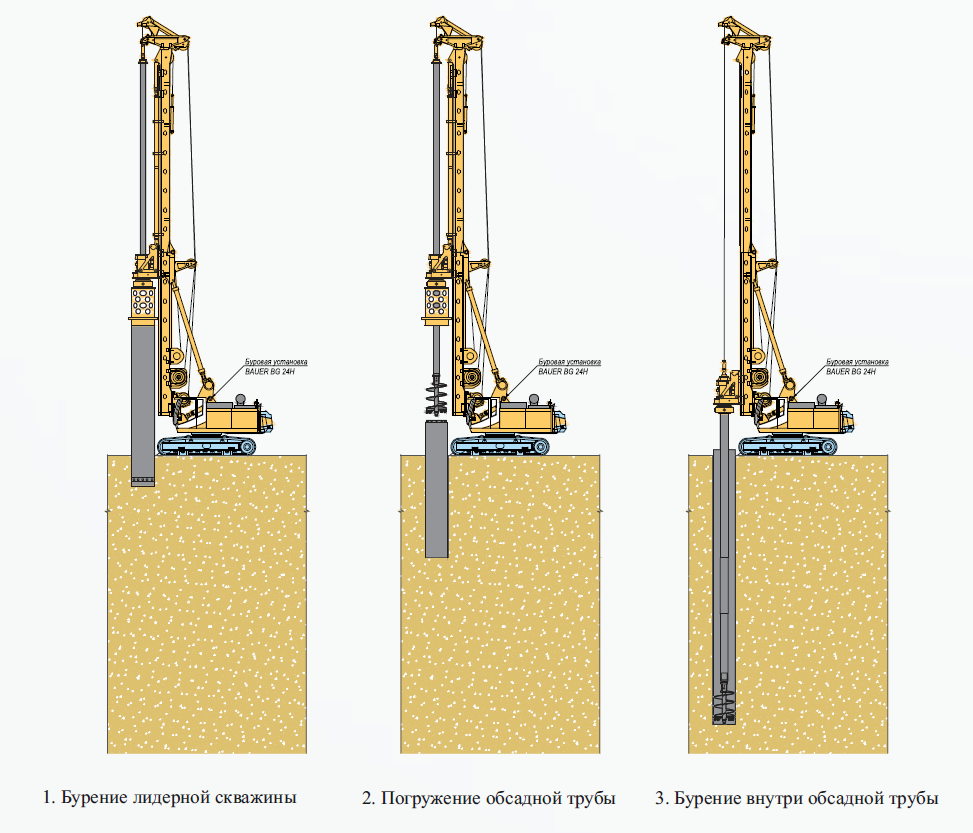 Буровая установка
BAUER BG 24H
Буровая установка
BAUER BG 24H
Буровая установка
BAUER BG 24H
1. Бурение лидерной скважины
2. Погружение обсадной трубы
3. Бурение внутри обсадной трубы